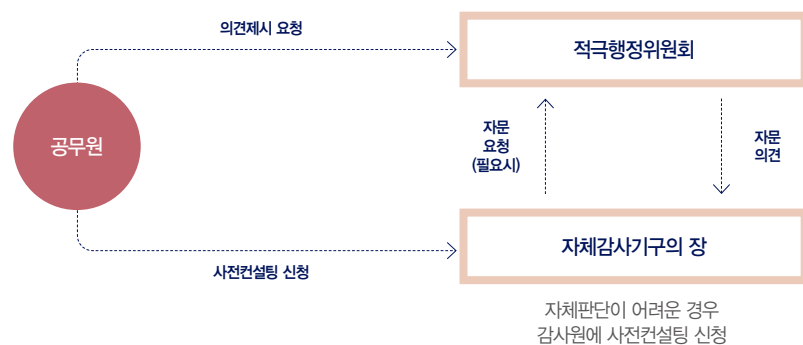 의견제시 요청
적극행정위원회
공무원
자문
요청
(필요시)
자문
의견
자체감사기구의 장
사전컨설팅 신청
자체판단이 어려운 경우
감사원에 사전컨설팅 신청